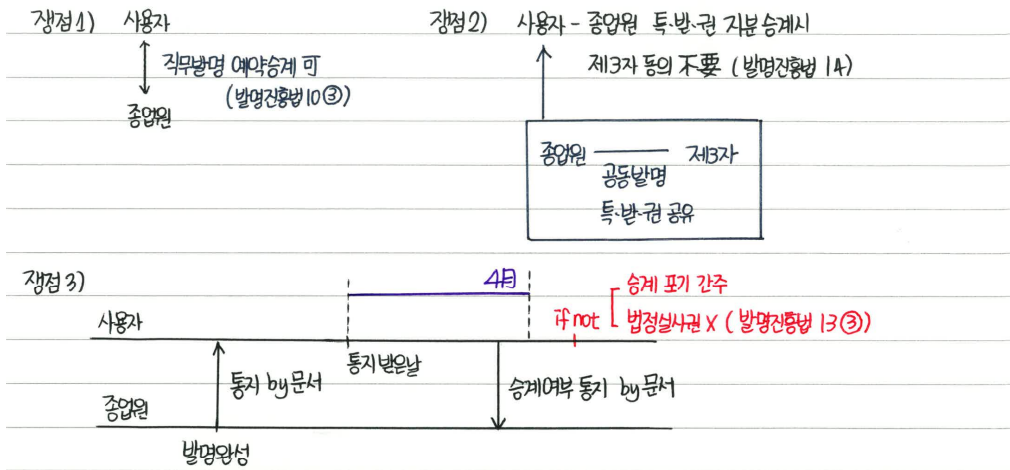 쟁점1) 사용자
직무발명 예약승계 可
(발명진흥법 10③)
종업원
쟁점2) 사용자 - 종업원 특·발·권 지분승계시
제3자 동의 不要 (발명진흥법 14)
종업원 제3자
공동발명
특·받·권 공유
쟁점3)
4月
사용자
if not
승계 포기 간주
법정실시권 X (발명진흥법 13③)
통지 받은날
통지 by 문서
승계여부 통지 by 문서
종업원
발명완성